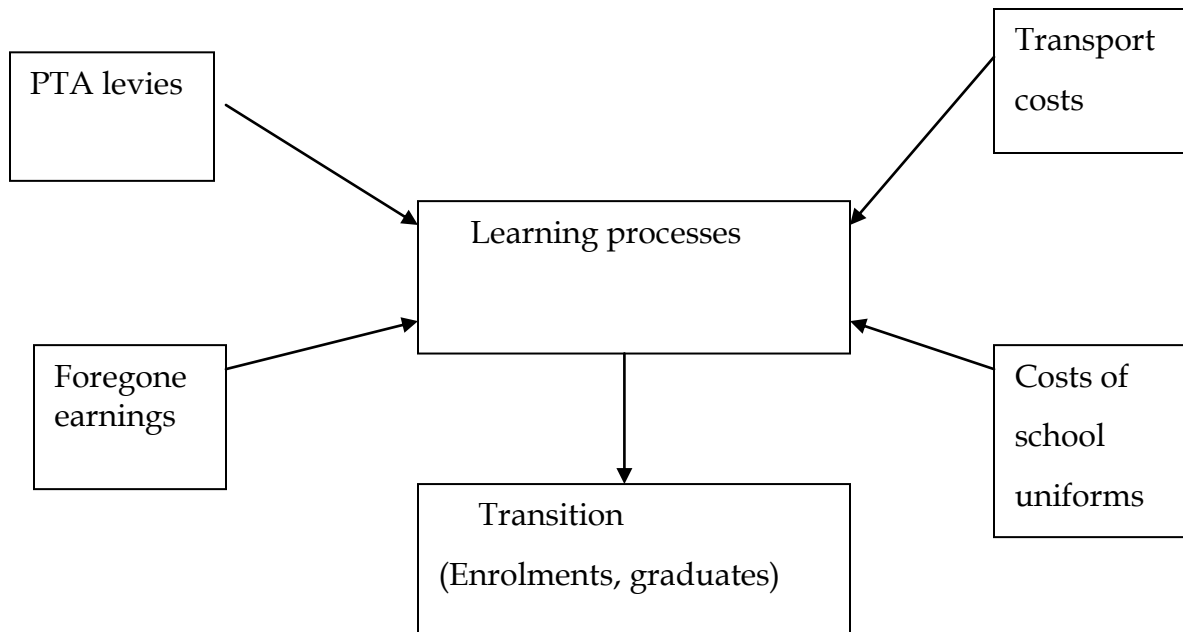 PTA levies
Transport
costs
Learning processes
Foregone
earnings
Costs of
school
uniforms
Transition
(Enrolments, graduates)